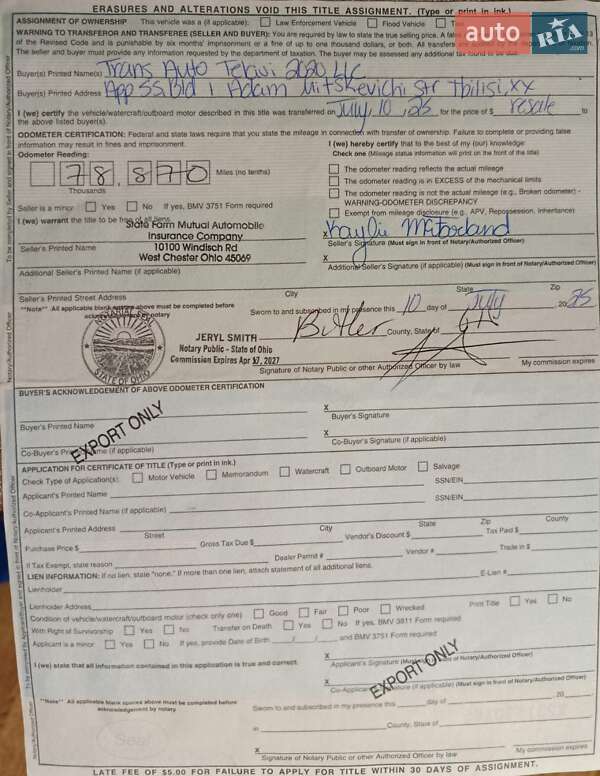 ERASURES AND ALTERATIONS VOID THIS TITLE ASSIGNMENT. (Type or print in ink.)
ASSIGNMENT OF OWNERSHIP This vehicle was a (if applicable): Law Enforcement Vehicle Flood Vehicle
auto RIA.com
WARNING TO TRANSFEROR AND TRANSFEREE (SELLER AND BUYER): You are required by law to state the true selling price. A false
of the Revised Code and is punishable by six months' imprisonment or a fine of up to one thousand dollars, or both. All transfers
The seller and buyer must provide any information requested by the department of taxation. The buyer may be assessed any additional tax found to be due.
Buyer(s) Printed Name(s) Trans Auto Tekivi 2020 LLC
Buyer(s) Printed Address App 55, Bld 1 Adam Mitskevichi Str Tbilisi, xx
I (we) certify the vehicle/watercraft/outboard motor described in this title was transferred on July, 10, 25 for the price of $ resale to
the above listed buyer(s).
ODOMETER CERTIFICATION: Federal and state laws require that you state the mileage in connection with transfer of ownership. Failure to complete or providing false
information may result in fines and imprisonment.
I (we) hereby certify that to the best of my (our) knowledge:
Odometer Reading: Check one (Mileage status information will print on the front of the title)
78,870 Miles (no tenths)
Thousands
The odometer reading reflects the actual mileage
The odometer reading is in EXCESS of the mechanical limits
The odometer reading is not the actual mileage (e.g., Broken odometer) -
WARNING-ODOMETER DISCREPANCY
Seller is a minor Yes No If yes, BMV 3751 Form required
Exempt from mileage disclosure (e.g., APV, Repossession, Inheritance)
I (we) warrant the title to be free of all liens.
State Farm Mutual Automobile
Insurance Company
10100 Windisch Rd
West Chester Ohio 45069
x Kaylie McFarland
Seller's Printed Name(s) Seller's Signature (Must sign in front of Notary/Authorized Officer)
x
Additional Seller's Printed Name (if applicable) Additional Seller's Signature (if applicable) (Must sign in front of Notary/Authorized Officer)
Seller's Printed Street Address City State Zip
**Note** All applicable blank spaces above must be completed before
acknowledgement by notary
Sworn to and subscribed in my presence this 10 day of July 2025
NOTARIAL SEAL
STATE OF OHIO
JERYL SMITH
Notary Public - State of Ohio
Commission Expires Apr 17, 2027
Butler County, State of OH
Signature of Notary Public or other Authorized Officer by law My commission expires
BUYER'S ACKNOWLEDGEMENT OF ABOVE ODOMETER CERTIFICATION
x
Buyer's Printed Name Buyer's Signature
x
Co-Buyer's Printed Name (if applicable) Co-Buyer's Signature (if applicable)
EXPORT ONLY
APPLICATION FOR CERTIFICATE OF TITLE (Type or print in ink.)
Check Type of Application(s): Motor Vehicle Memorandum Watercraft Outboard Motor Salvage
Applicant's Printed Name SSN/EIN
Co-Applicant's Printed Name (if applicable) SSN/EIN
Applicant's Printed Address
Street City State Zip County
Purchase Price $ Gross Tax Due $ Vendor's Discount $ Tax Paid $
If Tax Exempt, state reason Dealer Permit # Vendor # Trade in $
LIEN INFORMATION: If no lien, state "none." If more than one lien, attach statement of all additional liens.
Lienholder E-Lien #
Lienholder Address
Condition of vehicle/watercraft/outboard motor (check only one) Good Fair Poor Wrecked Print Title Yes No
With Right of Survivorship Yes No Transfer on Death Yes No If yes, BMV 3811 Form required
Applicant is a minor Yes No If yes, provide Date of Birth / / and BMV 3751 Form required
I (we) state that all information contained in this application is true and correct.
x
Applicant's Signature (Must sign in front of Notary/Authorized Officer)
EXPORT ONLY
x
Co-Applicant's Signature (if applicable) (Must sign in front of Notary/Authorized Officer)
**Note** All applicable blank spaces above must be completed before
acknowledgement by notary.
Sworn to and subscribed in my presence this day of 20
in County, State of
Seal
x
Signature of Notary Public or other Authorized Officer by law My commission expires
LATE FEE OF $5.00 FOR FAILURE TO APPLY FOR TITLE WITHIN 30 DAYS OF ASSIGNMENT.